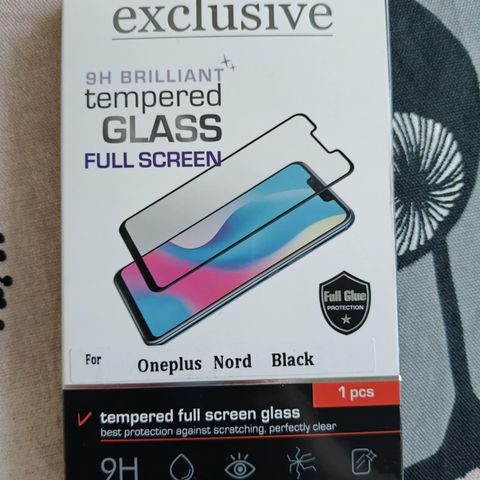 exclusive
9H BRILLIANT
tempered
GLASS
FULL SCREEN
Full Glue
PROTECTION
For Oneplus Nord Black
1 pcs
tempered full screen glass
best protection against scratching, perfectly clear
9H